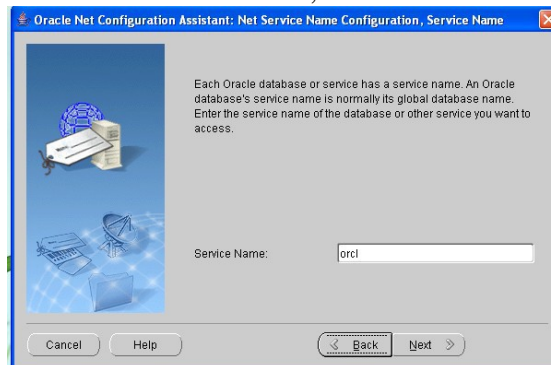 Oracle Net Configuration Assistant: Net Service Name Configuration, Service Name
Each Oracle database or service has a service name. An Oracle
database's service name is normally its global database name.
Enter the service name of the database or other service you want to
access.
Service Name:
orcl
Cancel
Help
Back
Next